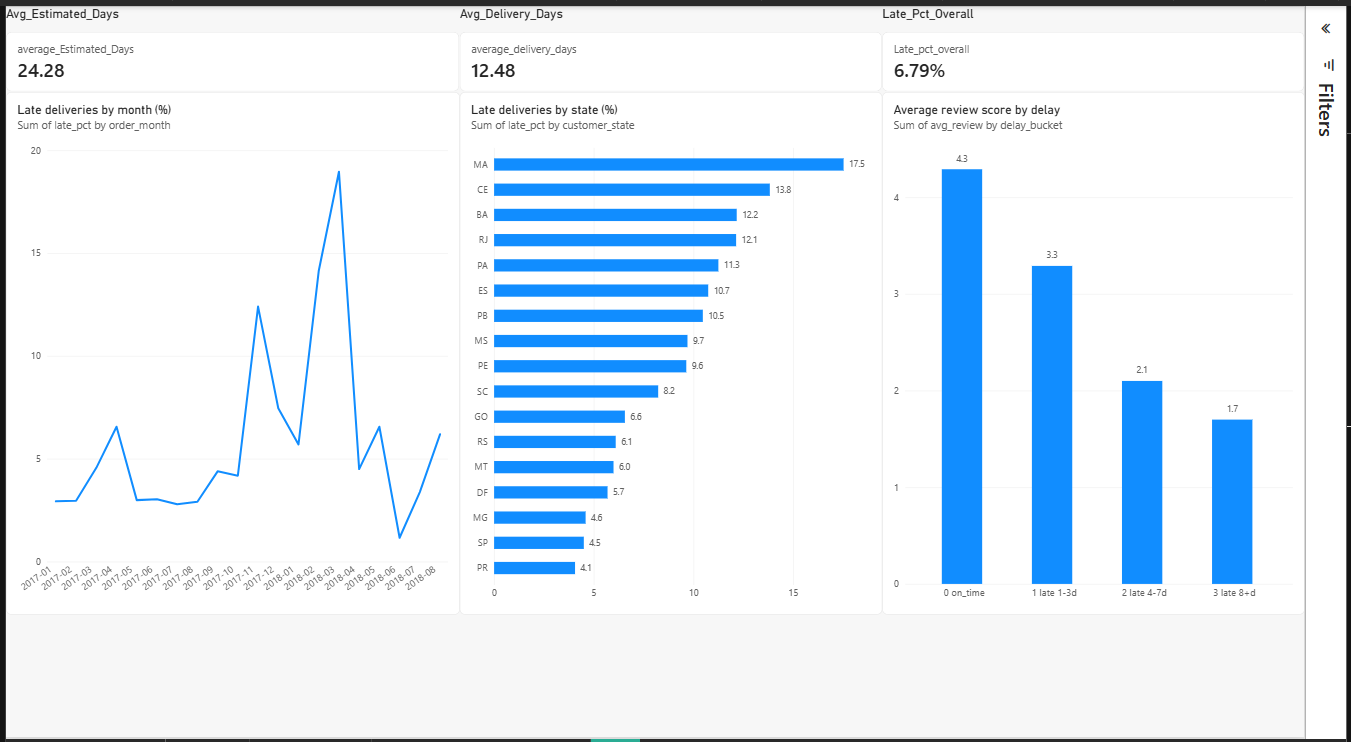 Avg_Estimated_Days
Avg_Delivery_Days
Late_Pct_Overall
average_Estimated_Days
24.28
average_delivery_days
12.48
Late_pct_overall
6.79%
Filters
Late deliveries by month (%)
Sum of late_pct by order_month
20
15
10
5
0
2017-01
2017-02
2017-03
2017-04
2017-05
2017-06
2017-07
2017-08
2017-09
2017-10
2017-11
2017-12
2018-01
2018-02
2018-03
2018-04
2018-05
2018-06
2018-07
2018-08
Late deliveries by state (%)
Sum of late_pct by customer_state
MA 17.5
CE 13.8
BA 12.2
RJ 12.1
PA 11.3
ES 10.7
PB 10.5
MS 9.7
PE 9.6
SC 8.2
GO 6.6
RS 6.1
MT 6.0
DF 5.7
MG 4.6
SP 4.5
PR 4.1
0 5 10 15
Average review score by delay
Sum of avg_review by delay_bucket
4.3
3.3
2.1
1.7
4
3
2
1
0
0 on_time 1 late 1-3d 2 late 4-7d 3 late 8+d